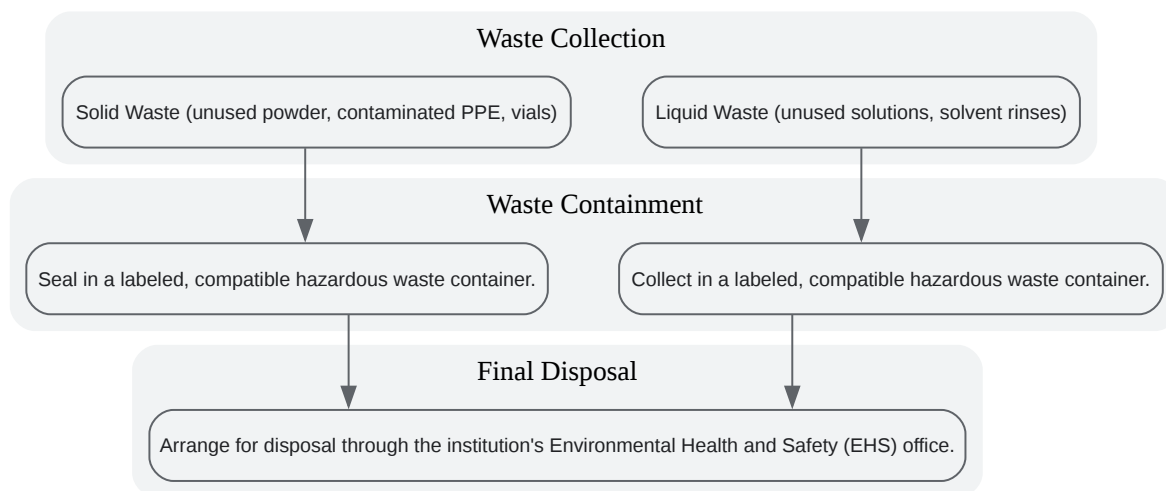 Waste Collection
Solid Waste (unused powder, contaminated PPE, vials)
Liquid Waste (unused solutions, solvent rinses)
Waste Containment
Seal in a labeled, compatible hazardous waste container.
Collect in a labeled, compatible hazardous waste container.
Final Disposal
Arrange for disposal through the institution's Environmental Health and Safety (EHS) office.